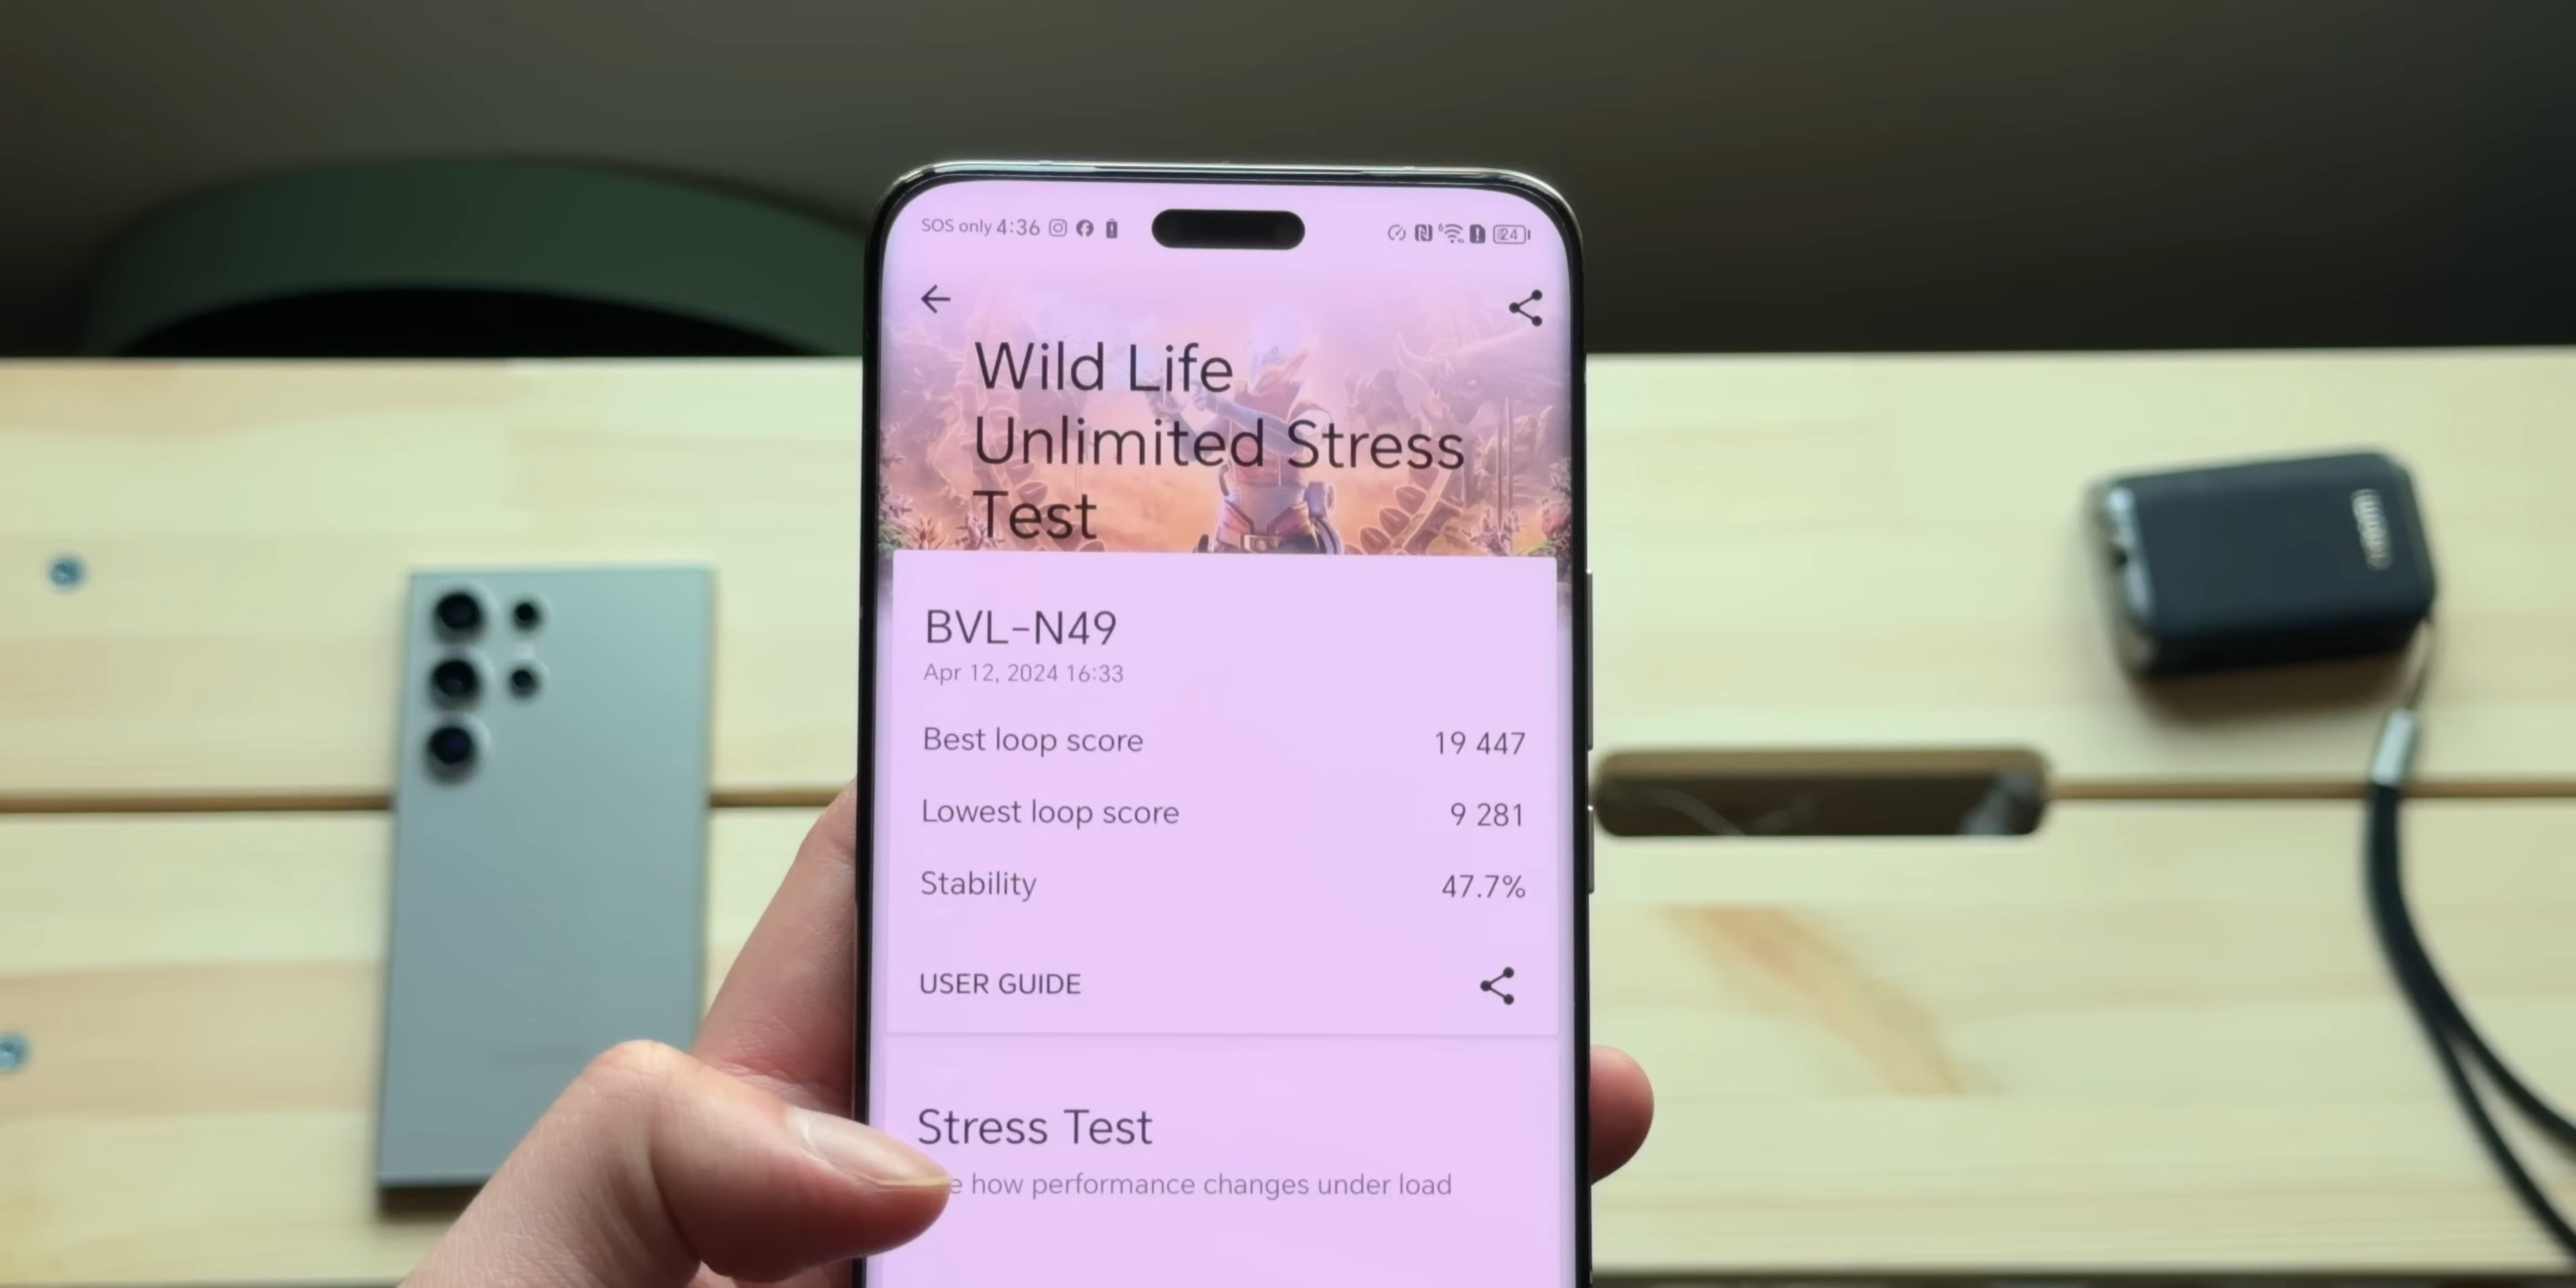 SOS only 4:36
24
Wild Life
Unlimited Stress
Test
BVL-N49
Apr 12, 2024 16:33
Best loop score 19 447
Lowest loop score 9 281
Stability 47.7%
USER GUIDE
Stress Test
e how performance changes under load